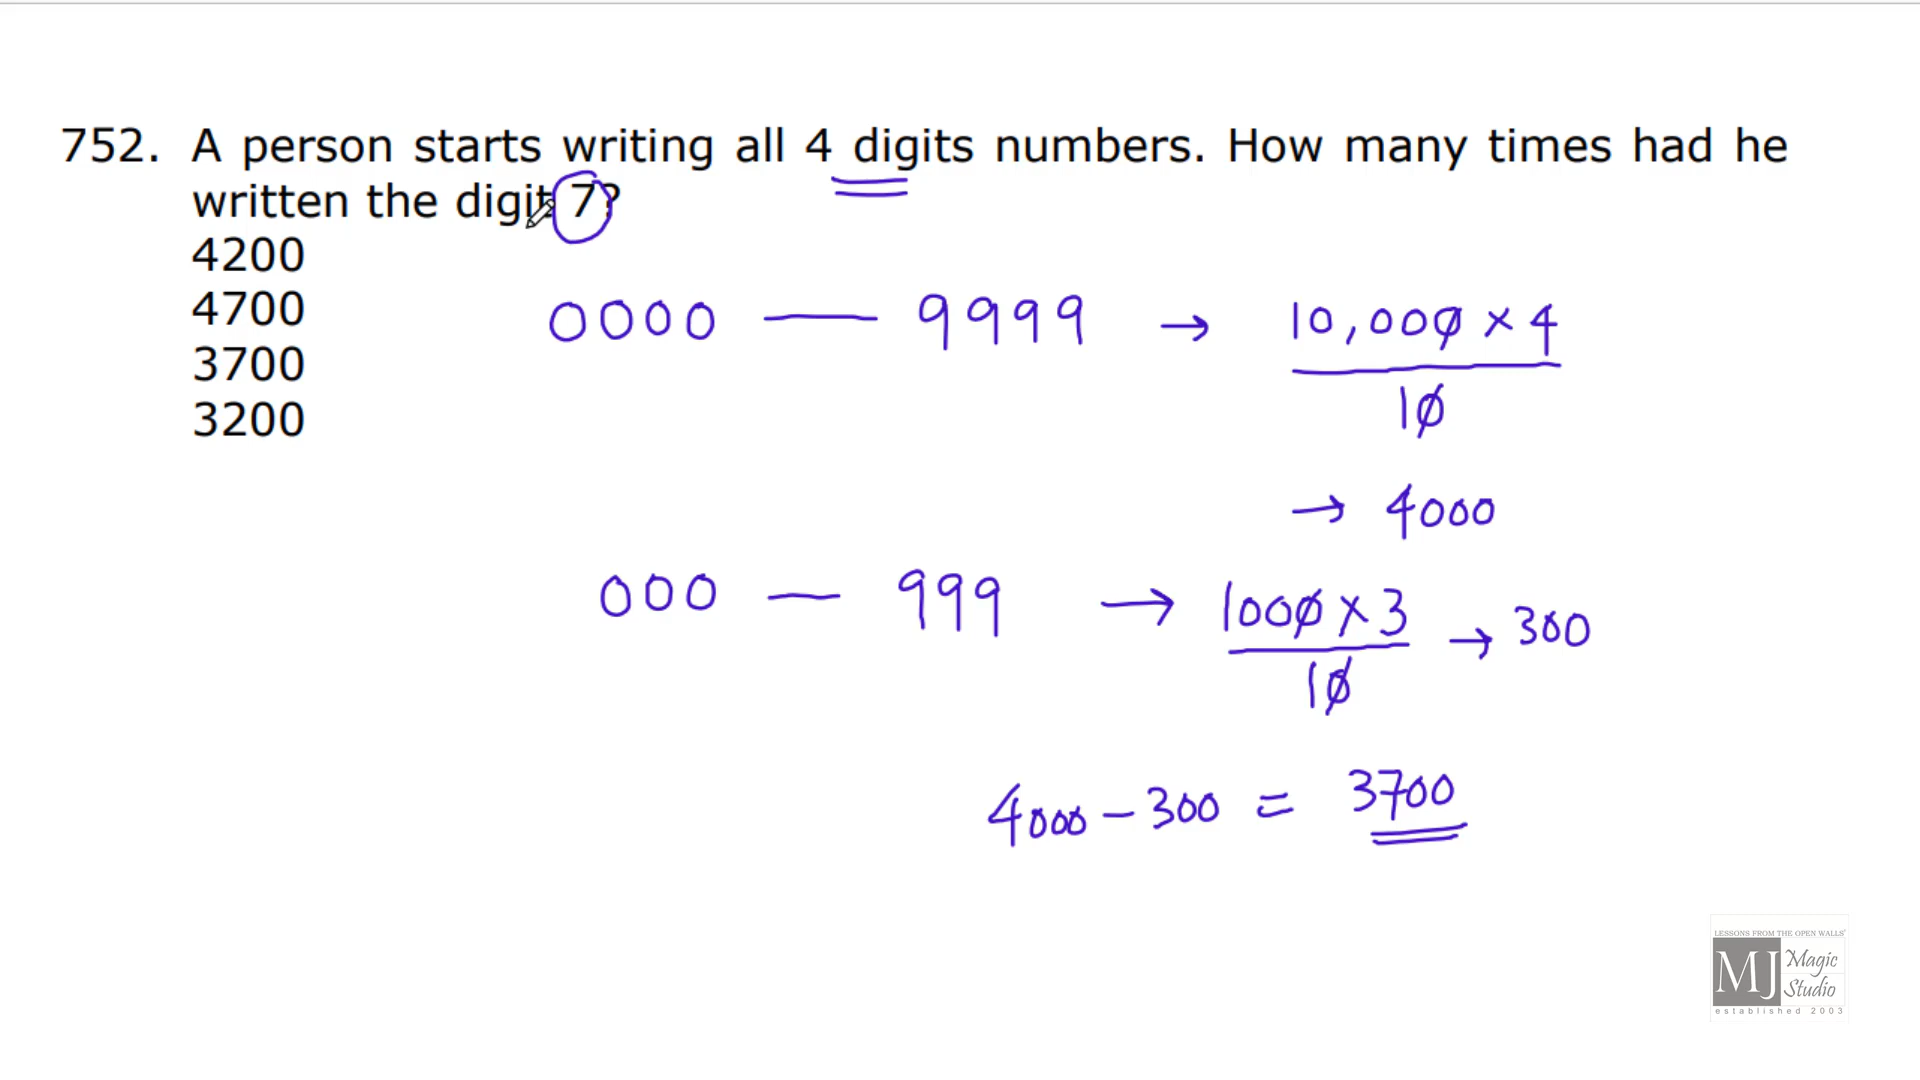 752. A person starts writing all 4 digits numbers. How many times had he
written the digit 7?
4200
4700
3700
3200
0000 — 9999 → 10,000 × 4
10
→ 4000
000 — 999 → 1000 × 3 → 300
10
4000 – 300 = 3700
LESSONS FROM THE OPEN WALLS
MJ Magic
Studio
established 2003